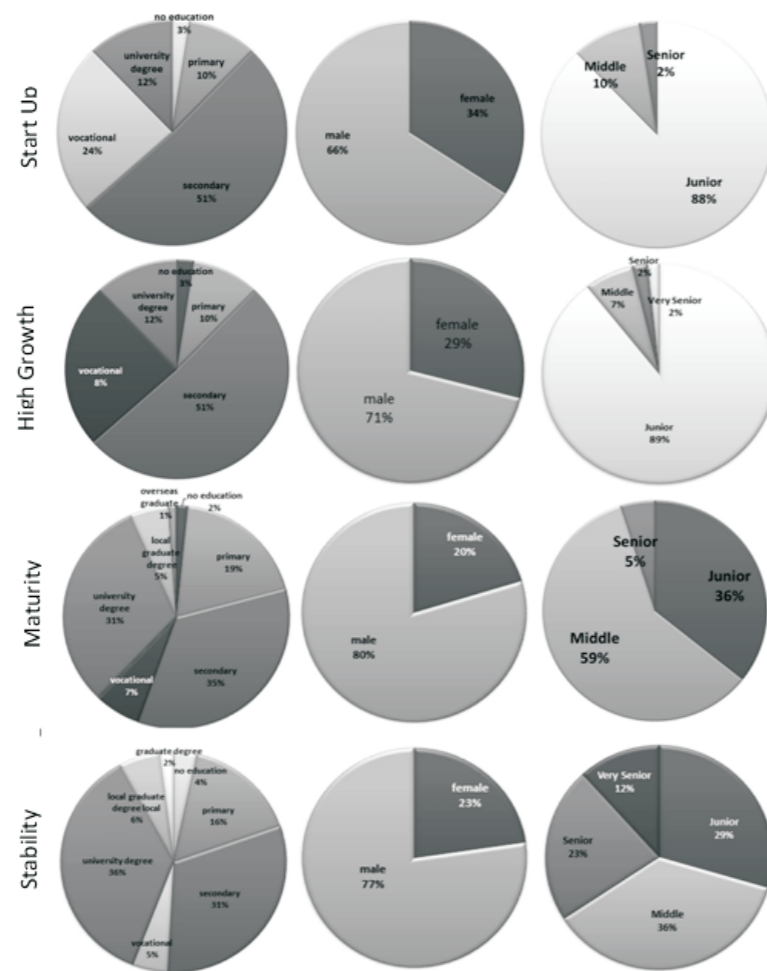 Start Up
no education
3%
primary
10%
secondary
51%
vocational
24%
university
degree
12%
female
34%
male
66%
Senior
2%
Middle
10%
Junior
88%
High Growth
no education
3%
primary
10%
secondary
51%
vocational
8%
university
degree
12%
female
29%
male
71%
Senior
2%
Very Senior
2%
Middle
7%
Junior
89%
Maturity
overseas
graduate
1%
no education
2%
primary
19%
secondary
35%
vocational
7%
university
degree
31%
local
graduate
degree
5%
female
20%
male
80%
Senior
5%
Junior
36%
Middle
59%
Stability
graduate degree
2%
no education
4%
primary
16%
secondary
31%
vocational
5%
university degree
36%
local graduate
degree local
6%
female
23%
male
77%
Very Senior
12%
Junior
29%
Middle
36%
Senior
23%